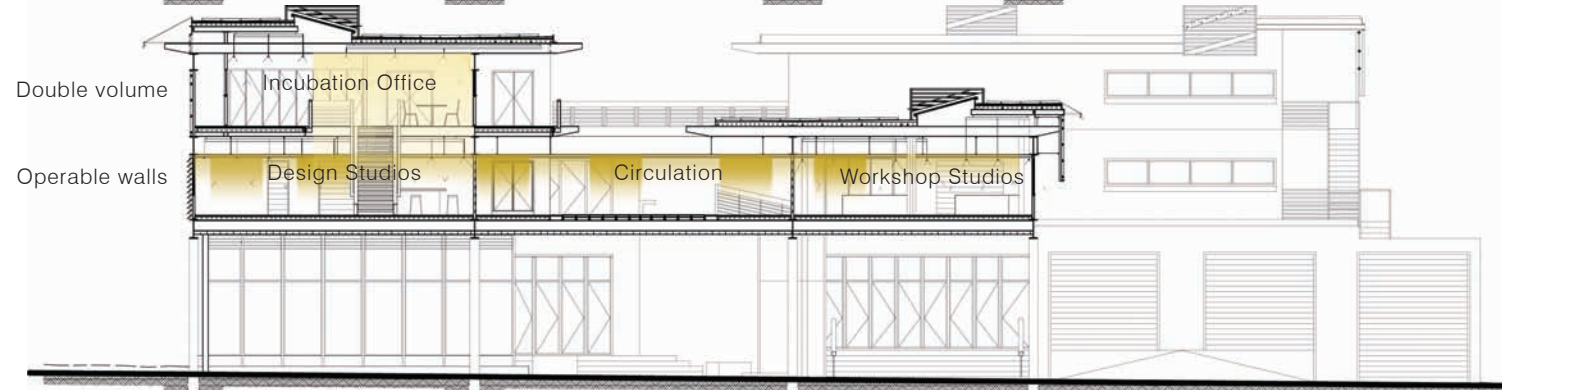 Double volume
Incubation Office
Operable walls
Design Studios
Circulation
Workshop Studios